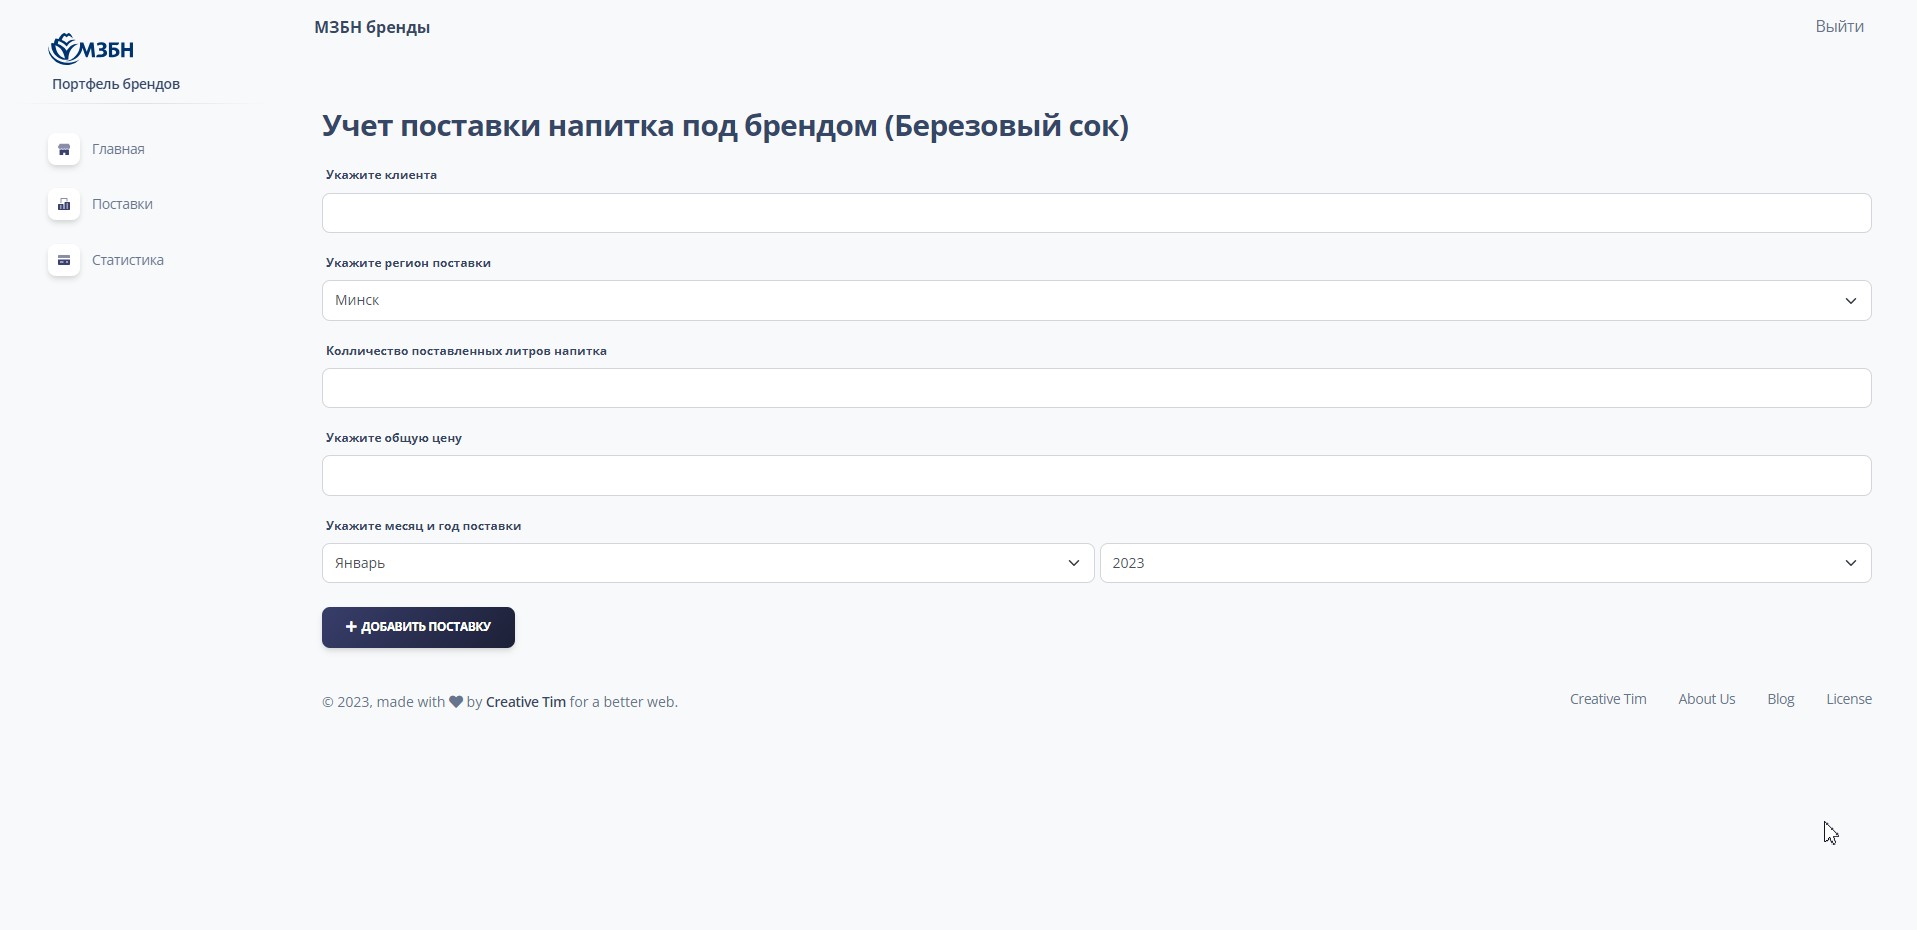 МЗБН
Портфель брендов
Главная
Поставки
Статистика
МЗБН бренды
Выйти
Учет поставки напитка под брендом (Березовый сок)
Укажите клиента
Укажите регион поставки
Минск
Колличество поставленных литров напитка
Укажите общую цену
Укажите месяц и год поставки
Январь
2023
+ ДОБАВИТЬ ПОСТАВКУ
© 2023, made with ♥ by Creative Tim for a better web.
Creative Tim
About Us
Blog
License